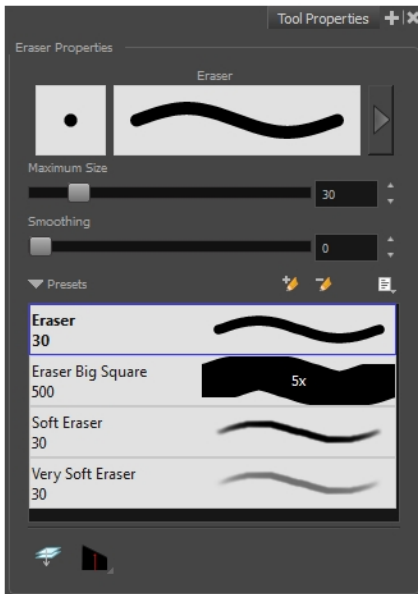 Tool Properties
Eraser Properties
Eraser
Maximum Size
30
Smoothing
0
Presets
Eraser
30
Eraser Big Square
500
5x
Soft Eraser
30
Very Soft Eraser
30